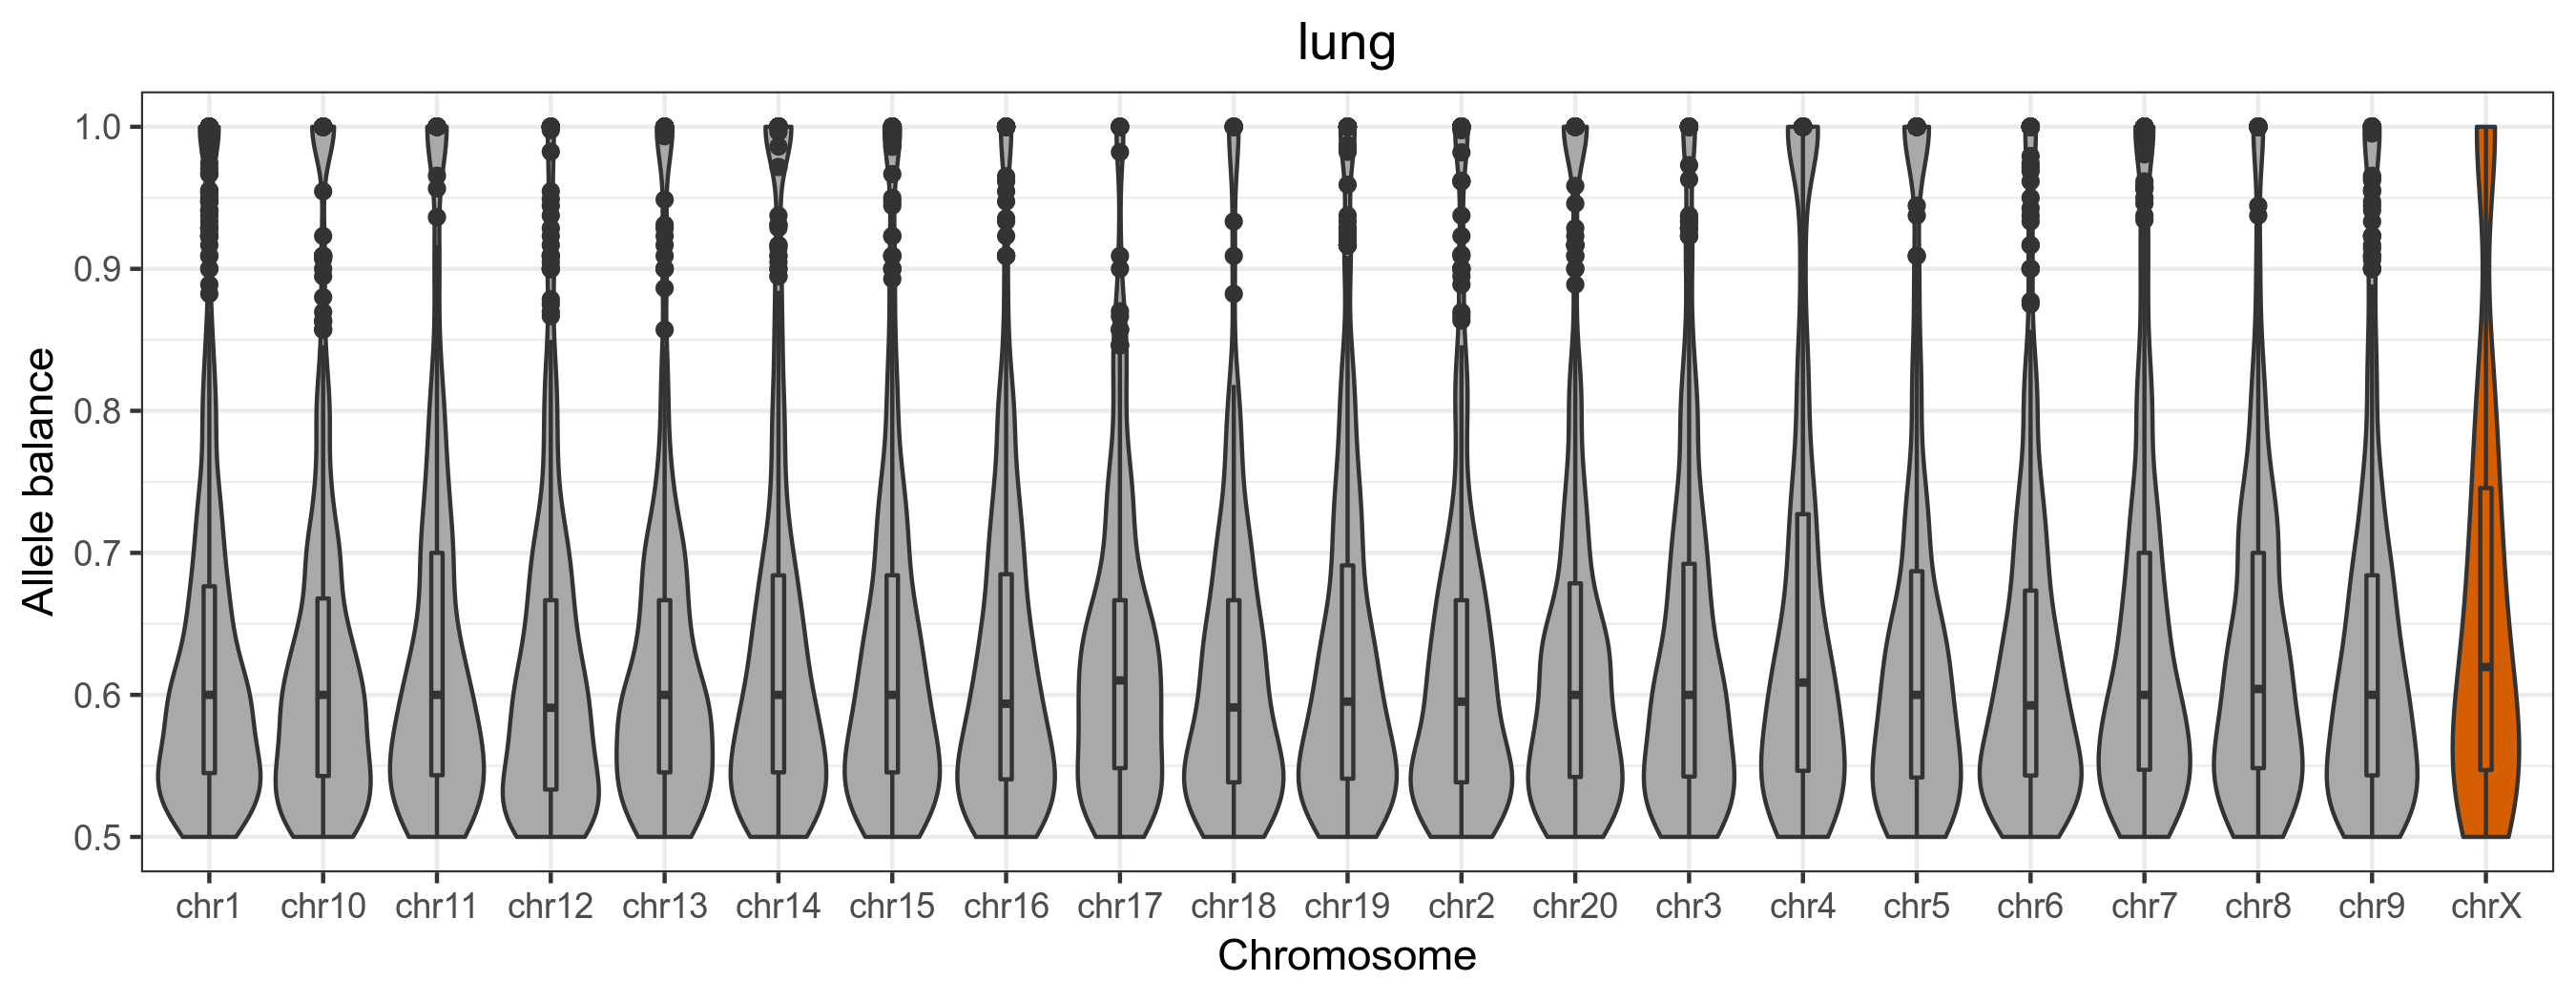 lung
Allele balance
1.0
0.9
0.8
0.7
0.6
0.5
chr1 chr10 chr11 chr12 chr13 chr14 chr15 chr16 chr17 chr18 chr19 chr2 chr20 chr3 chr4 chr5 chr6 chr7 chr8 chr9 chrX
Chromosome